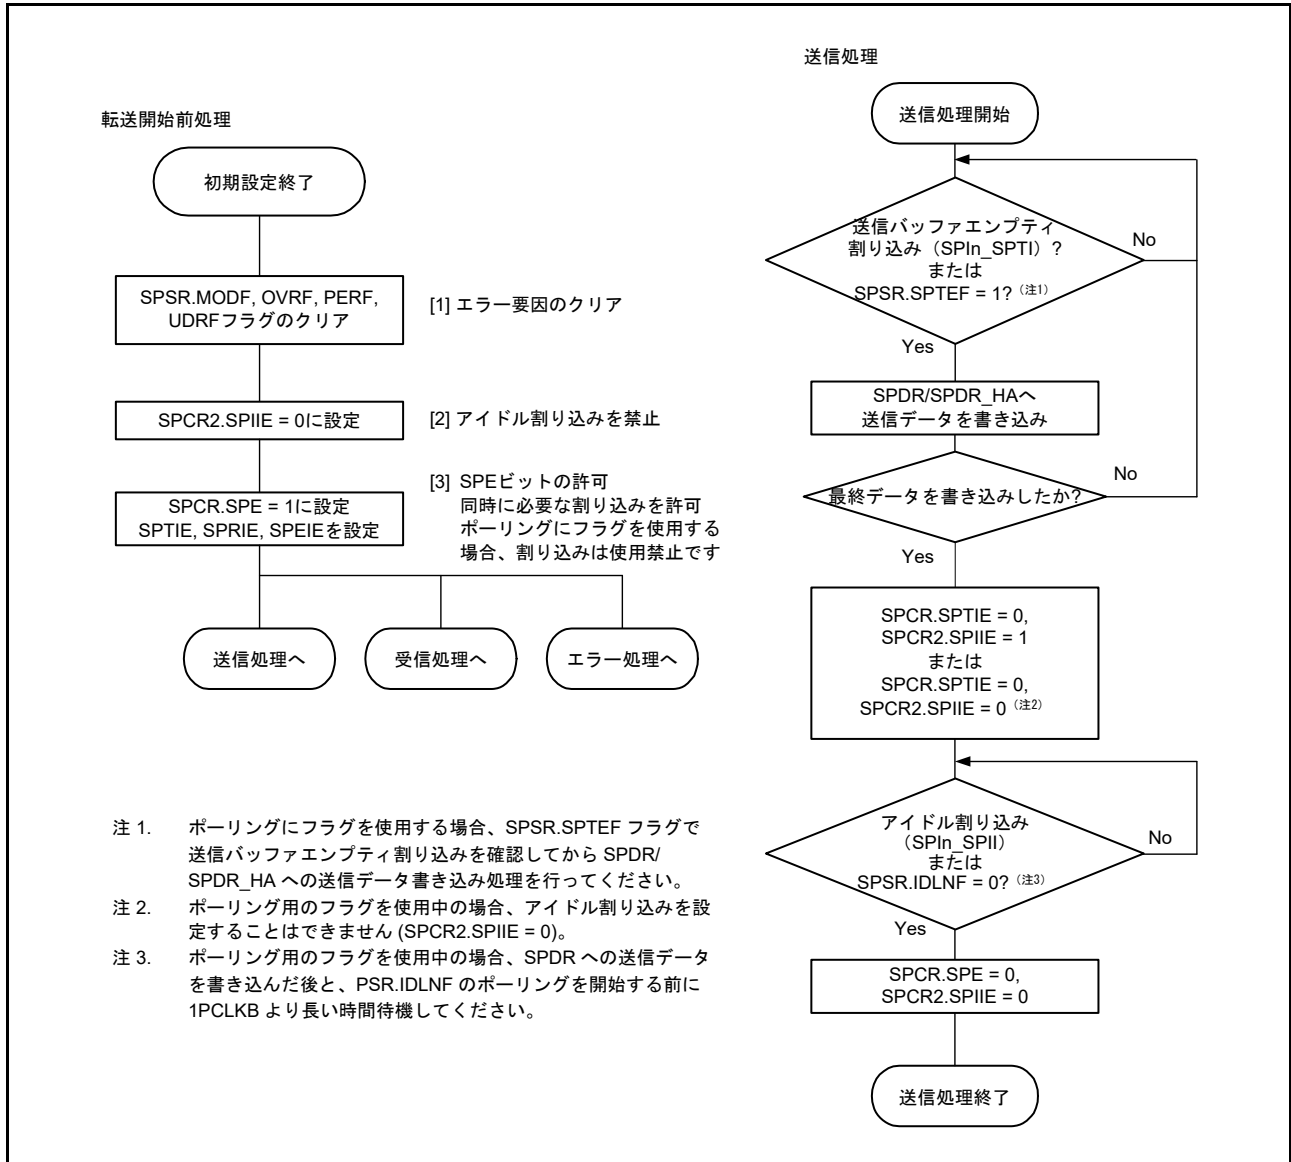 転送開始前処理
初期設定終了
SPSR.MODF, OVRF, PERF,
UDRFフラグのクリア
[1] エラー要因のクリア
SPCR2.SPIIE = 0に設定
[2] アイドル割り込みを禁止
SPCR.SPE = 1に設定
SPTIE, SPRIE, SPEIEを設定
[3] SPEビットの許可
同時に必要な割り込みを許可
ポーリングにフラグを使用する
場合、割り込みは使用禁止です
送信処理へ
受信処理へ
エラー処理へ
注 1. ポーリングにフラグを使用する場合、SPSR.SPTEF フラグで
送信バッファエンプティ割り込みを確認してから SPDR/
SPDR_HA への送信データ書き込み処理を行ってください。
注 2. ポーリング用のフラグを使用中の場合、アイドル割り込みを設
定することはできません (SPCR2.SPIIE = 0)。
注 3. ポーリング用のフラグを使用中の場合、SPDR への送信データ
を書き込んだ後と、PSR.IDLNF のポーリングを開始する前に
1PCLKB より長い時間待機してください。
送信処理
送信処理開始
送信バッファエンプティ
割り込み（SPIn_SPTI）?
または
SPSR.SPTEF = 1?（注1）
No
Yes
SPDR/SPDR_HAへ
送信データを書き込み
最終データを書き込みしたか?
No
Yes
SPCR.SPTIE = 0,
SPCR2.SPIIE = 1
または
SPCR.SPTIE = 0,
SPCR2.SPIIE = 0（注2）
アイドル割り込み
（SPIn_SPII）
または
SPSR.IDLNF = 0?（注3）
No
Yes
SPCR.SPE = 0,
SPCR2.SPIIE = 0
送信処理終了